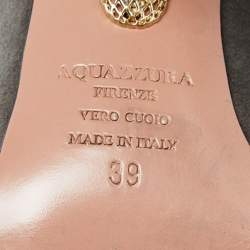 AQUAZZURA
FIRENZE
VERO CUOIO
MADE IN ITALY
39